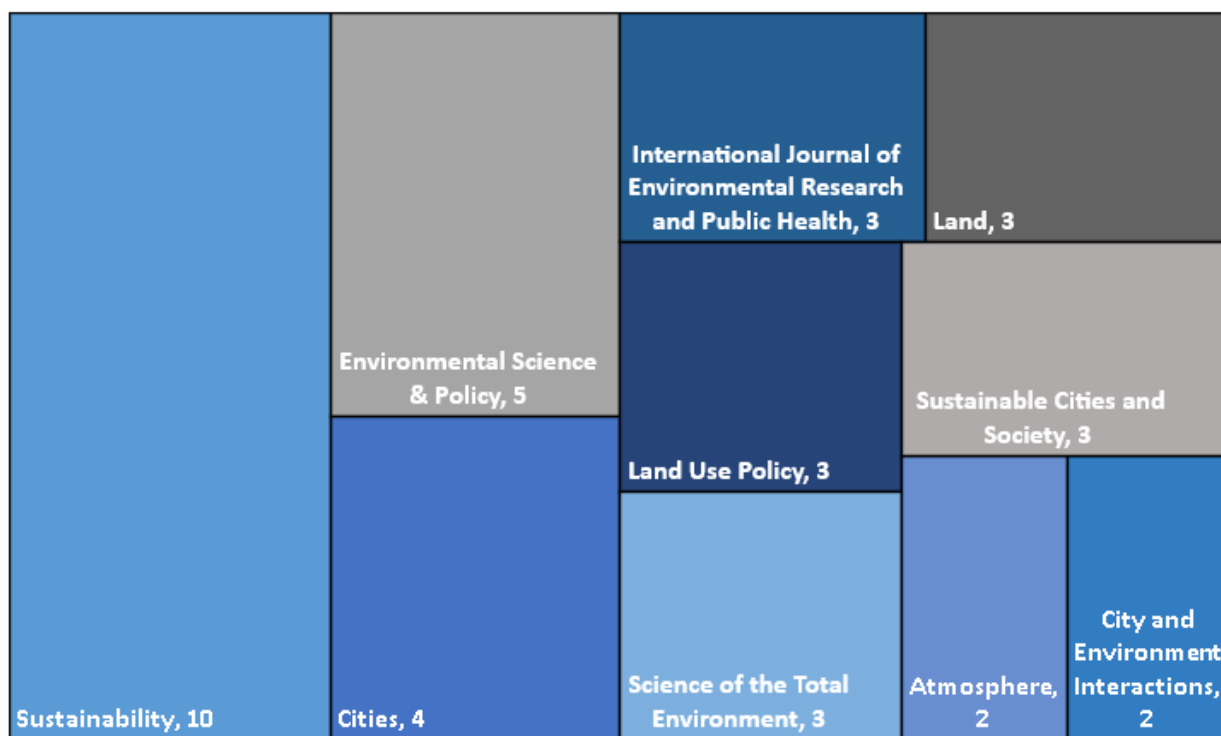 International Journal of
Environmental Research
and Public Health, 3
Land, 3
Environmental Science
& Policy, 5
Sustainable Cities and
Society, 3
Land Use Policy, 3
City and
Environment
Interactions,
2
Science of the Total
Environment, 3
Atmosphere,
2
Sustainability, 10
Cities, 4